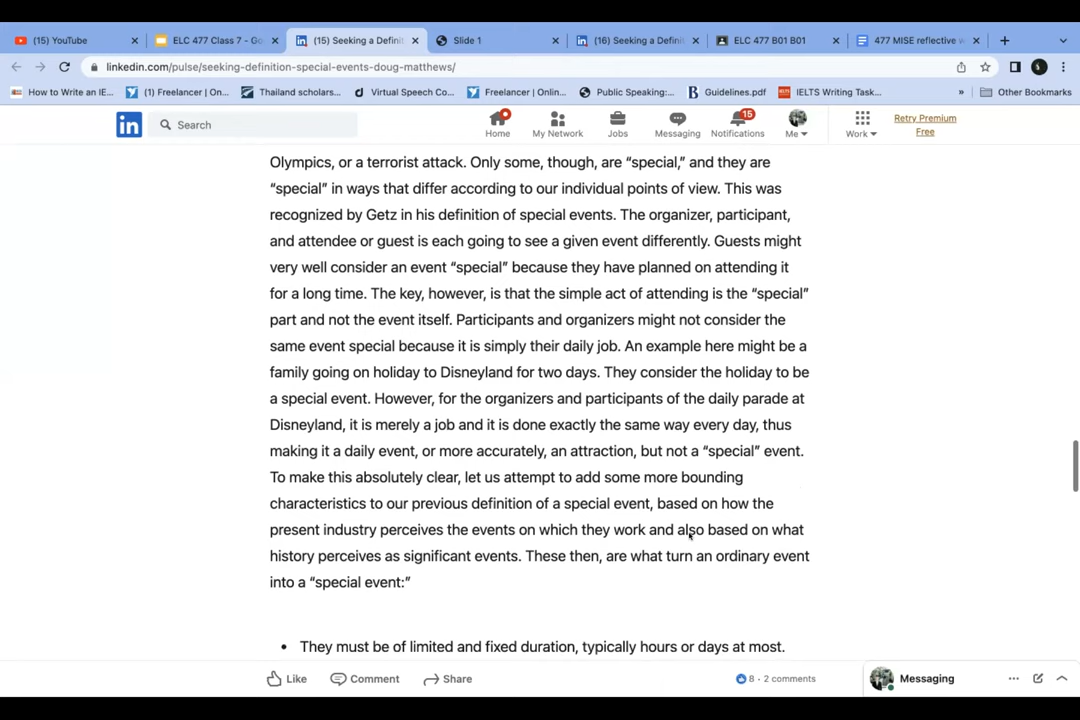 (15) YouTube
ELC 477 Class 7 - Go
(15) Seeking a Defini
Slide 1
(16) Seeking a Defini
ELC 477 B01 B01
477 MISE reflective
linkedin.com/pulse/seeking-definition-special-events-doug-matthews/
How to Write an IE...
(1) Freelancer | On...
Thailand scholars...
Virtual Speech Co...
Freelancer | Onlin...
Public Speaking:...
Guidelines.pdf
IELTS Writing Task...
»
Other Bookmarks
in
Search
Home
My Network
Jobs
Messaging
15
Notifications
Me
Work
Retry Premium
Free
Olympics, or a terrorist attack. Only some, though, are “special,” and they are
“special” in ways that differ according to our individual points of view. This was
recognized by Getz in his definition of special events. The organizer, participant,
and attendee or guest is each going to see a given event differently. Guests might
very well consider an event “special” because they have planned on attending it
for a long time. The key, however, is that the simple act of attending is the “special”
part and not the event itself. Participants and organizers might not consider the
same event special because it is simply their daily job. An example here might be a
family going on holiday to Disneyland for two days. They consider the holiday to be
a special event. However, for the organizers and participants of the daily parade at
Disneyland, it is merely a job and it is done exactly the same way every day, thus
making it a daily event, or more accurately, an attraction, but not a “special” event.
To make this absolutely clear, let us attempt to add some more bounding
characteristics to our previous definition of a special event, based on how the
present industry perceives the events on which they work and also based on what
history perceives as significant events. These then, are what turn an ordinary event
into a “special event:”
• They must be of limited and fixed duration, typically hours or days at most.
Like
Comment
Share
8 · 2 comments
Messaging